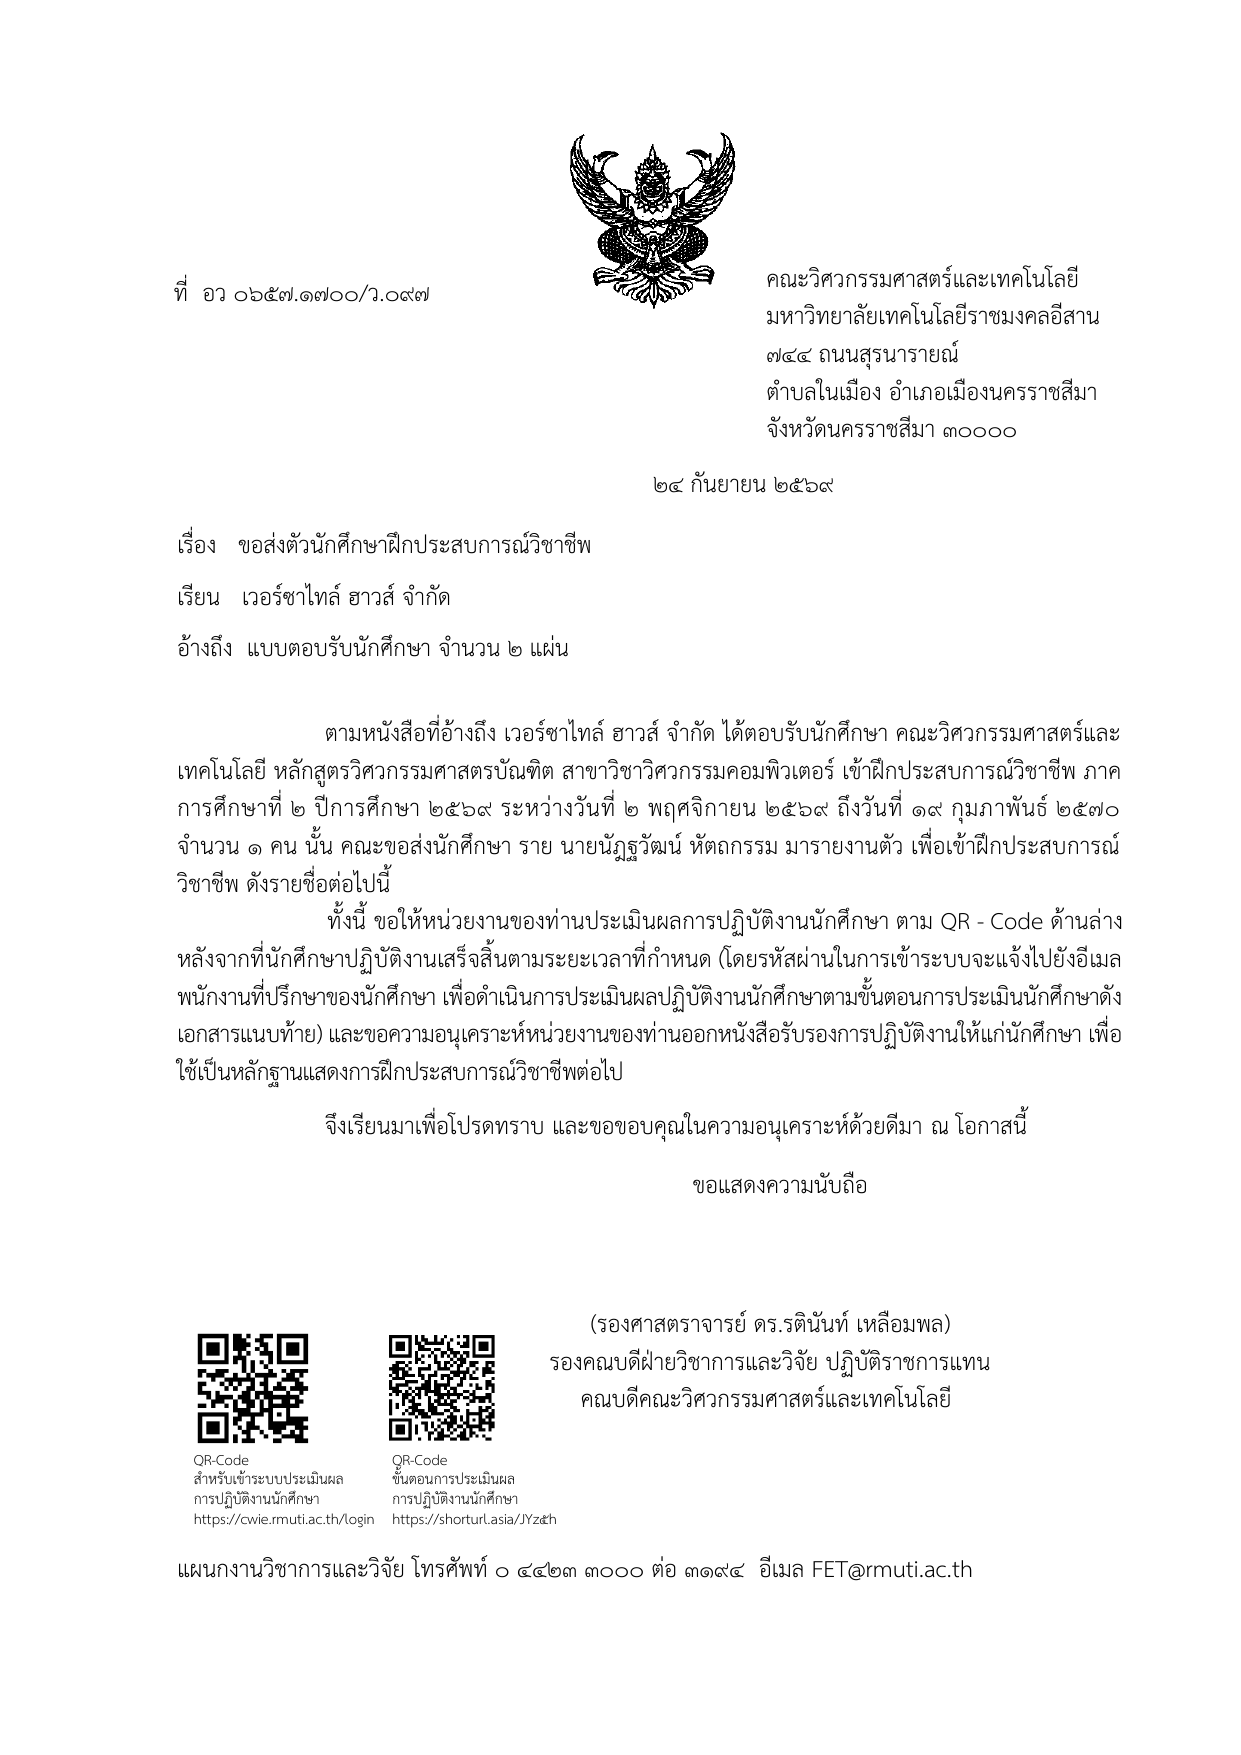 ที่ อว ๐๖๕๗.๑๗๐๐/ว.๐๙๗
คณะวิศวกรรมศาสตร์และเทคโนโลยี
มหาวิทยาลัยเทคโนโลยีราชมงคลอีสาน
๗๔๔ ถนนสุรนารายณ์
ตำบลในเมือง อำเภอเมืองนครราชสีมา
จังหวัดนครราชสีมา ๓๐๐๐๐
๒๔ กันยายน ๒๕๖๙
เรื่อง ขอส่งตัวนักศึกษาฝึกประสบการณ์วิชาชีพ
เรียน เวอร์ซาไทล์ ฮาวส์ จำกัด
อ้างถึง แบบตอบรับนักศึกษา จำนวน ๒ แผ่น
ตามหนังสือที่อ้างถึง เวอร์ซาไทล์ ฮาวส์ จำกัด ได้ตอบรับนักศึกษา คณะวิศวกรรมศาสตร์และ
เทคโนโลยี หลักสูตรวิศวกรรมศาสตรบัณฑิต สาขาวิชาวิศวกรรมคอมพิวเตอร์ เข้าฝึกประสบการณ์วิชาชีพ ภาค
การศึกษาที่ ๒ ปีการศึกษา ๒๕๖๙ ระหว่างวันที่ ๒ พฤศจิกายน ๒๕๖๙ ถึงวันที่ ๑๙ กุมภาพันธ์ ๒๕๗๐
จำนวน ๑ คน นั้น คณะขอส่งนักศึกษา ราย นายนัฎฐวัฒน์ หัตถกรรม มารายงานตัว เพื่อเข้าฝึกประสบการณ์
วิชาชีพ ดังรายชื่อต่อไปนี้
ทั้งนี้ ขอให้หน่วยงานของท่านประเมินผลการปฏิบัติงานนักศึกษา ตาม QR - Code ด้านล่าง
หลังจากที่นักศึกษาปฏิบัติงานเสร็จสิ้นตามระยะเวลาที่กำหนด (โดยรหัสผ่านในการเข้าระบบจะแจ้งไปยังอีเมล
พนักงานที่ปรึกษาของนักศึกษา เพื่อดำเนินการประเมินผลปฏิบัติงานนักศึกษาตามขั้นตอนการประเมินนักศึกษาดัง
เอกสารแนบท้าย) และขอความอนุเคราะห์หน่วยงานของท่านออกหนังสือรับรองการปฏิบัติงานให้แก่นักศึกษา เพื่อ
ใช้เป็นหลักฐานแสดงการฝึกประสบการณ์วิชาชีพต่อไป
จึงเรียนมาเพื่อโปรดทราบ และขอขอบคุณในความอนุเคราะห์ด้วยดีมา ณ โอกาสนี้
ขอแสดงความนับถือ
(รองศาสตราจารย์ ดร.รตินันท์ เหลือมพล)
รองคณบดีฝ่ายวิชาการและวิจัย ปฏิบัติราชการแทน
คณบดีคณะวิศวกรรมศาสตร์และเทคโนโลยี
QR-Code
สำหรับเข้าระบบประเมินผล
การปฏิบัติงานนักศึกษา
https://cwie.rmuti.ac.th/login
QR-Code
ขั้นตอนการประเมินผล
การปฏิบัติงานนักศึกษา
https://shorturl.asia/JYz๕h
แผนกงานวิชาการและวิจัย โทรศัพท์ ๐ ๔๔๒๓ ๓๐๐๐ ต่อ ๓๑๙๔ อีเมล FET@rmuti.ac.th